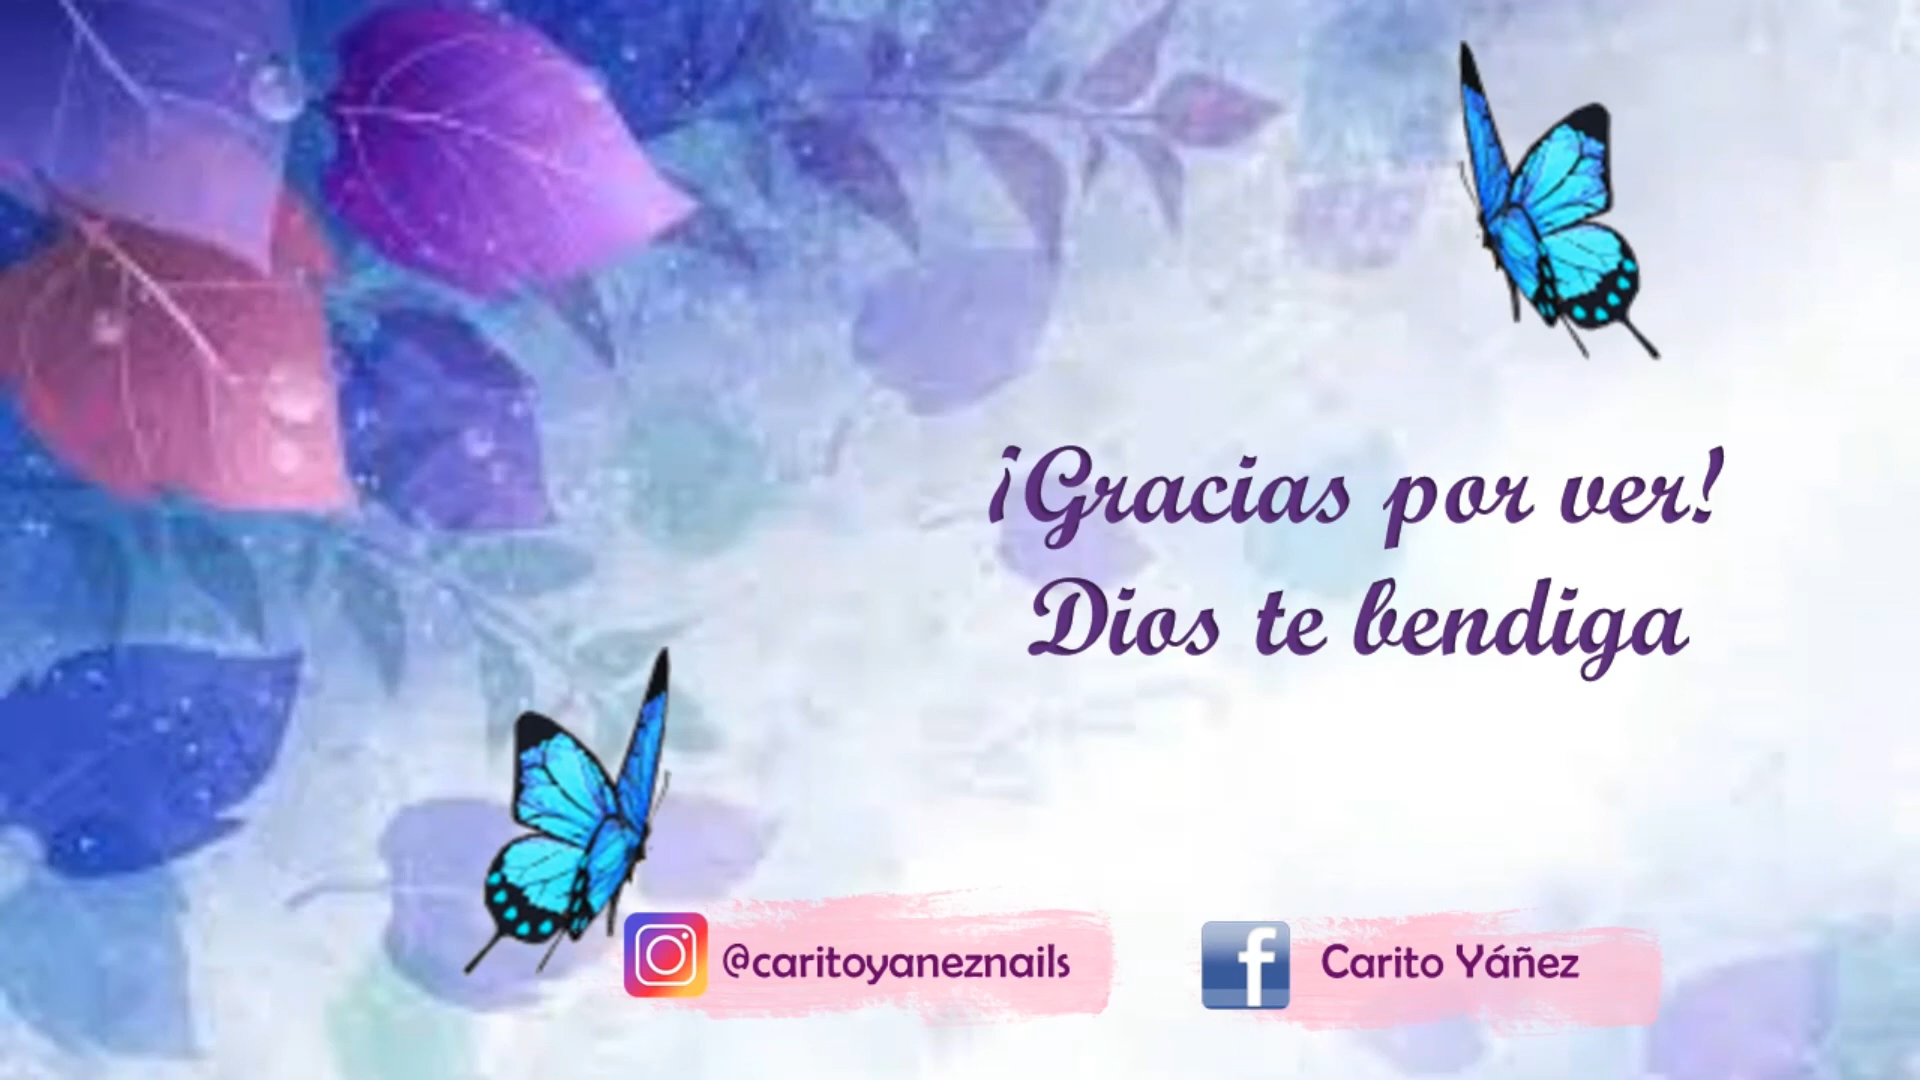 ¡Gracias por ver!
Dios te bendiga
@caritoyaneznails
Carito Yáñez